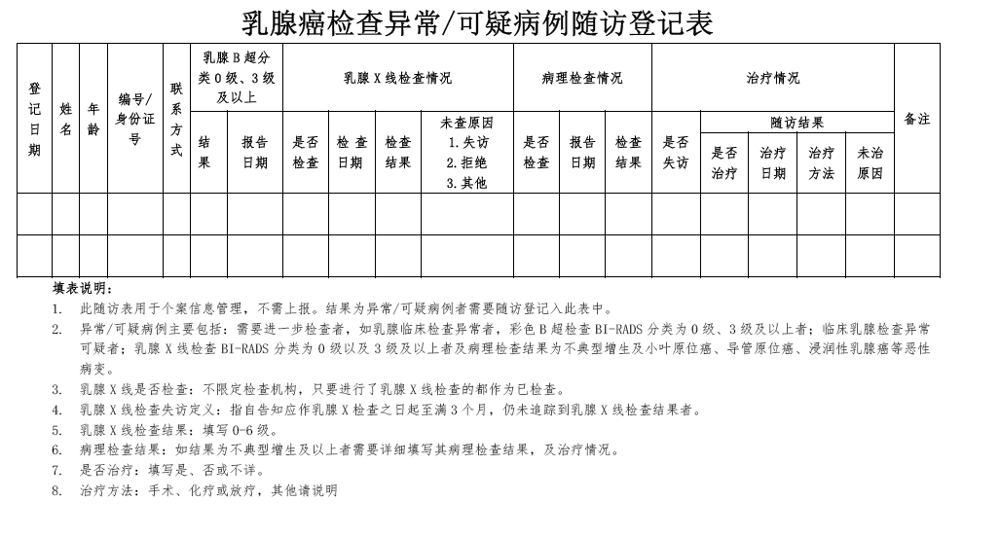 乳腺癌检查异常/可疑病例随访登记表
登记日期
姓名
年龄
编号/身份证号
联系方式
乳腺 B 超分类 0 级、3 级及以上
乳腺 X 线检查情况
病理检查情况
治疗情况
备注
结果
报告日期
是否检查
检查日期
检查结果
未查原因
1.失访
2.拒绝
3.其他
是否检查
报告日期
检查结果
是否失访
随访结果
是否治疗
治疗日期
治疗方法
未治原因
填表说明：
1. 此随访表用于个案信息管理，不需上报。结果为异常/可疑病例者需要随访登记入此表中。
2. 异常/可疑病例主要包括：需要进一步检查者，如乳腺临床检查异常者，彩色 B 超检查 BI-RADS 分类为 0 级、3 级及以上者；临床乳腺检查异常
可疑者；乳腺 X 线检查 BI-RADS 分类为 0 级以及 3 级及以上者及病理检查结果为不典型增生及小叶原位癌、导管原位癌、浸润性乳腺癌等恶性
病变。
3. 乳腺 X 线是否检查：不限定检查机构，只要进行了乳腺 X 线检查的都作为已检查。
4. 乳腺 X 线检查失访定义：指自告知应作乳腺 X 检查之日起至满 3 个月，仍未追踪到乳腺 X 线检查结果者。
5. 乳腺 X 线检查结果：填写 0-6 级。
6. 病理检查结果：如结果为不典型增生及以上者需要详细填写其病理检查结果，及治疗情况。
7. 是否治疗：填写是、否或不详。
8. 治疗方法：手术、化疗或放疗，其他请说明